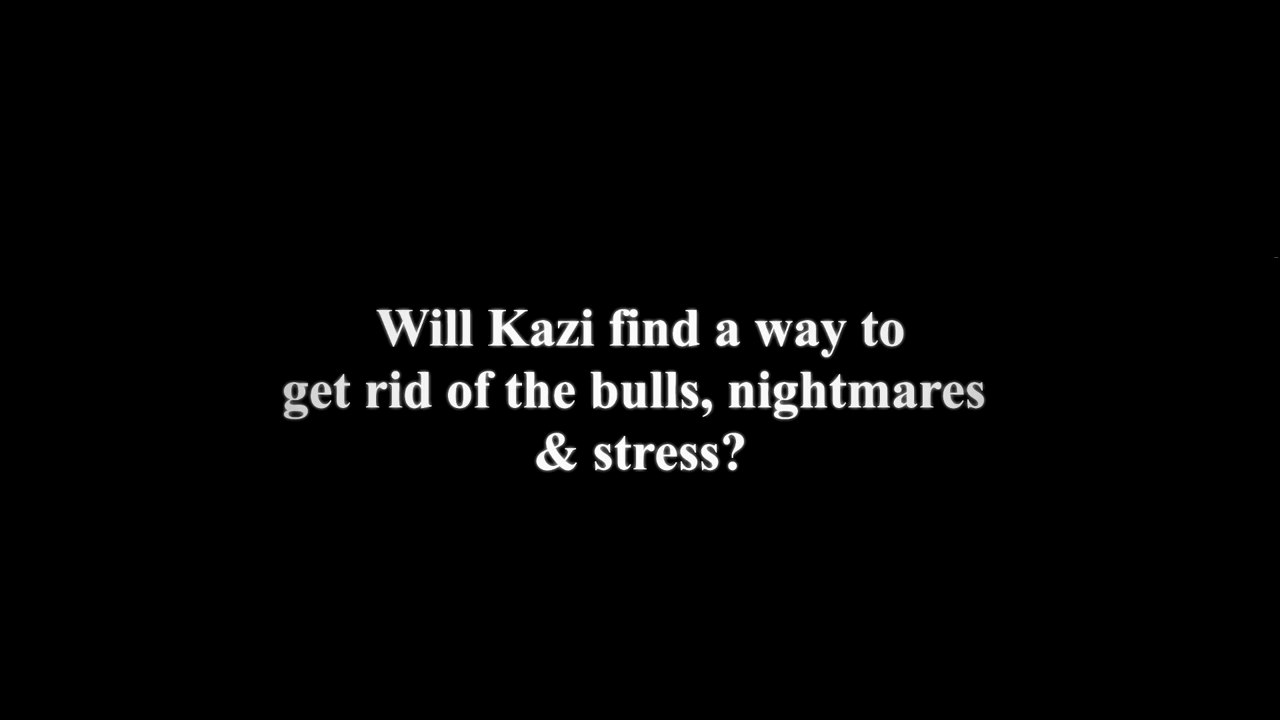 Will Kazi find a way to
get rid of the bulls, nightmares
& stress?